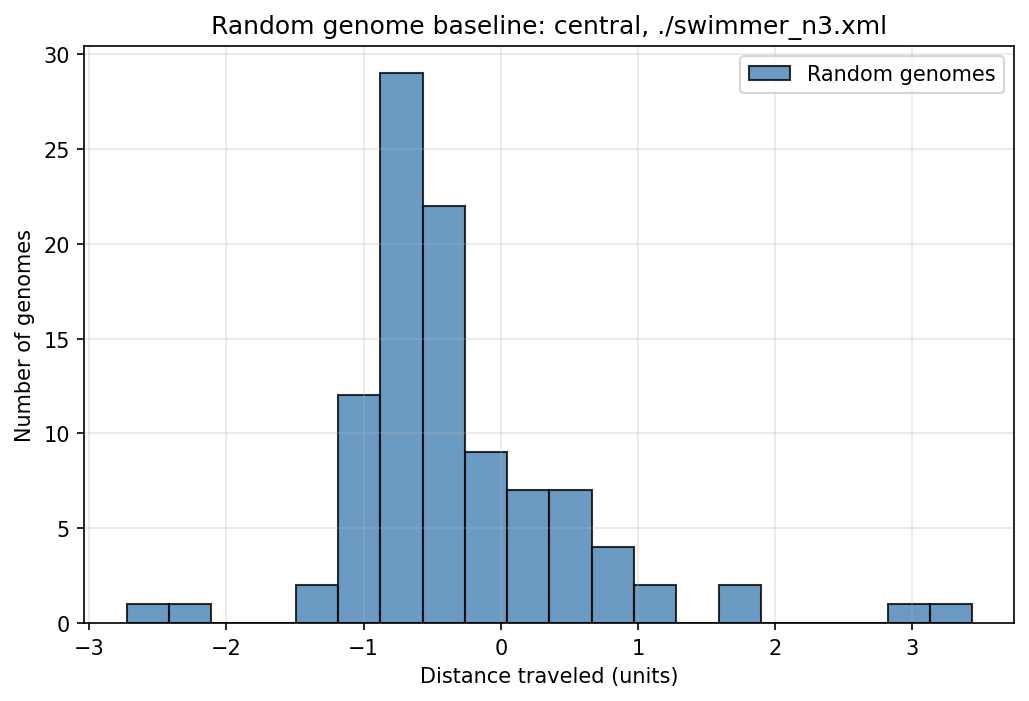 Random genome baseline: central, ./swimmer_n3.xml
Random genomes
Number of genomes
30
25
20
15
10
5
0
−3 −2 −1 0 1 2 3
Distance traveled (units)